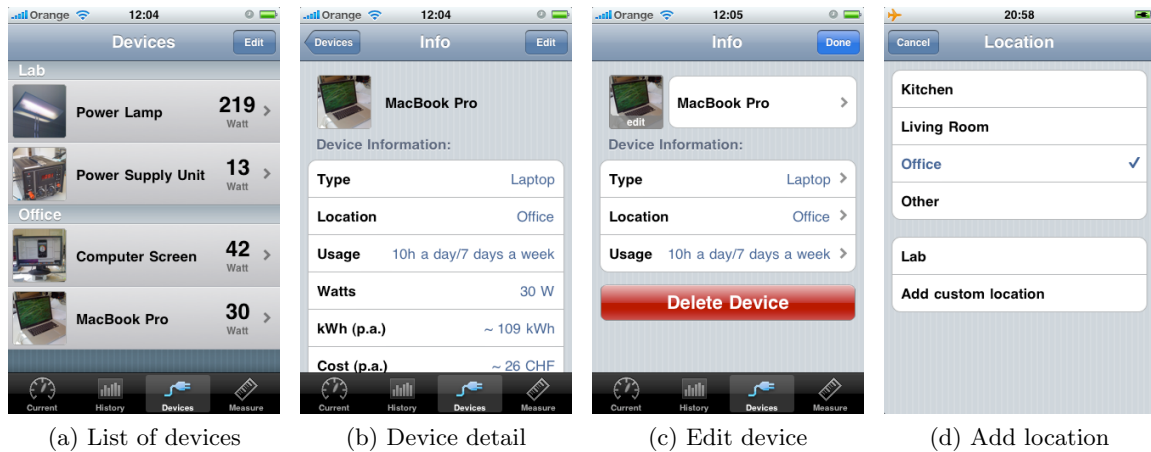 Orange 12:04
Devices Edit
Lab
Power Lamp 219 Watt
Power Supply Unit 13 Watt
Office
Computer Screen 42 Watt
MacBook Pro 30 Watt
Current History Devices Measure
(a) List of devices
Orange 12:04
Devices Info Edit
MacBook Pro
Device Information:
Type Laptop
Location Office
Usage 10h a day/7 days a week
Watts 30 W
kWh (p.a.) ~ 109 kWh
Cost (p.a.) ~ 26 CHF
Current History Devices Measure
(b) Device detail
Orange 12:05
Info Done
edit MacBook Pro
Device Information:
Type Laptop
Location Office
Usage 10h a day/7 days a week
Delete Device
Current History Devices Measure
(c) Edit device
20:58
Cancel Location
Kitchen
Living Room
Office
Other
Lab
Add custom location
(d) Add location